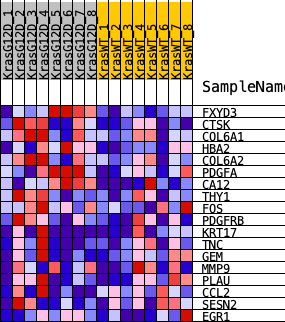 KrasG12D_1
KrasG12D_2
KrasG12D_3
KrasG12D_4
KrasG12D_5
KrasG12D_6
KrasG12D_7
KrasG12D_8
KrasWT_1
KrasWT_2
KrasWT_3
KrasWT_4
KrasWT_5
KrasWT_6
KrasWT_7
KrasWT_8
SampleName
FXYD3
CTSK
COL6A1
HBA2
COL6A2
PDGFA
CA12
THY1
FOS
PDGFRB
KRT17
TNC
GEM
MMP9
PLAU
CCL2
SESN2
EGR1